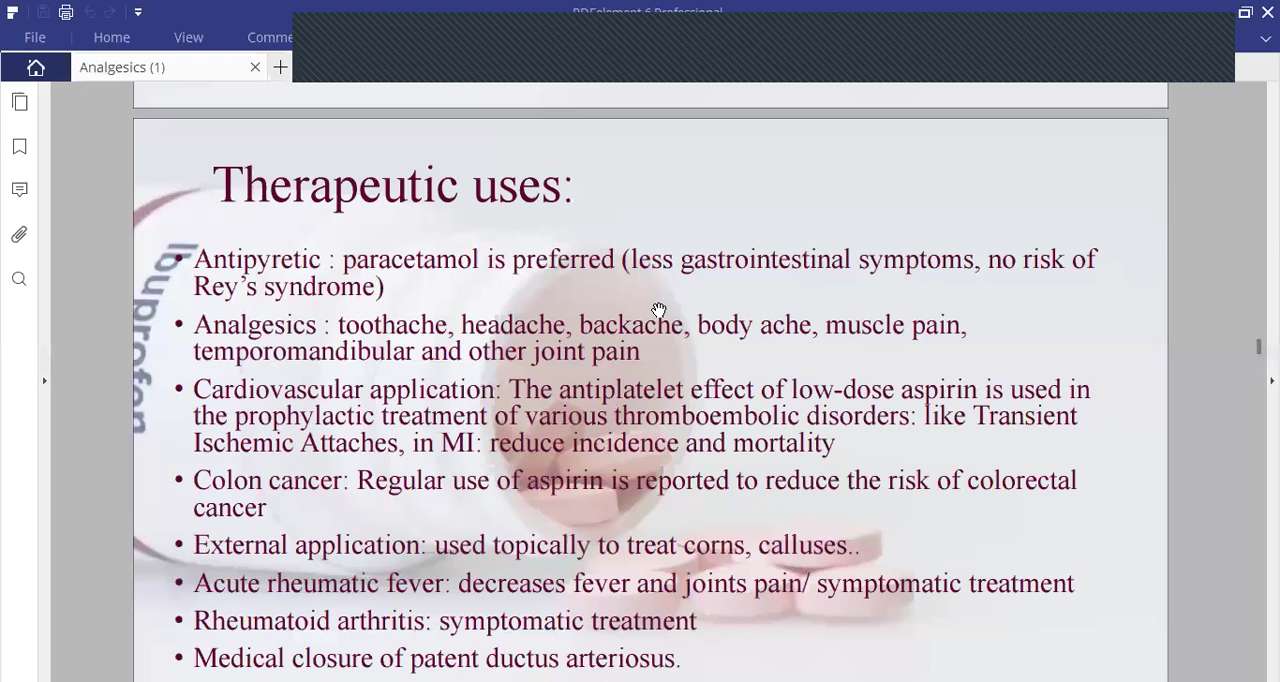 PDFelement 6 Professional
File Home View Comme
Analgesics (1)
Therapeutic uses:
• Antipyretic : paracetamol is preferred (less gastrointestinal symptoms, no risk of
Rey's syndrome)
• Analgesics : toothache, headache, backache, body ache, muscle pain,
temporomandibular and other joint pain
• Cardiovascular application: The antiplatelet effect of low-dose aspirin is used in
the prophylactic treatment of various thromboembolic disorders: like Transient
Ischemic Attaches, in MI: reduce incidence and mortality
• Colon cancer: Regular use of aspirin is reported to reduce the risk of colorectal
cancer
• External application: used topically to treat corns, calluses..
• Acute rheumatic fever: decreases fever and joints pain/ symptomatic treatment
• Rheumatoid arthritis: symptomatic treatment
• Medical closure of patent ductus arteriosus.
Ibuprofen